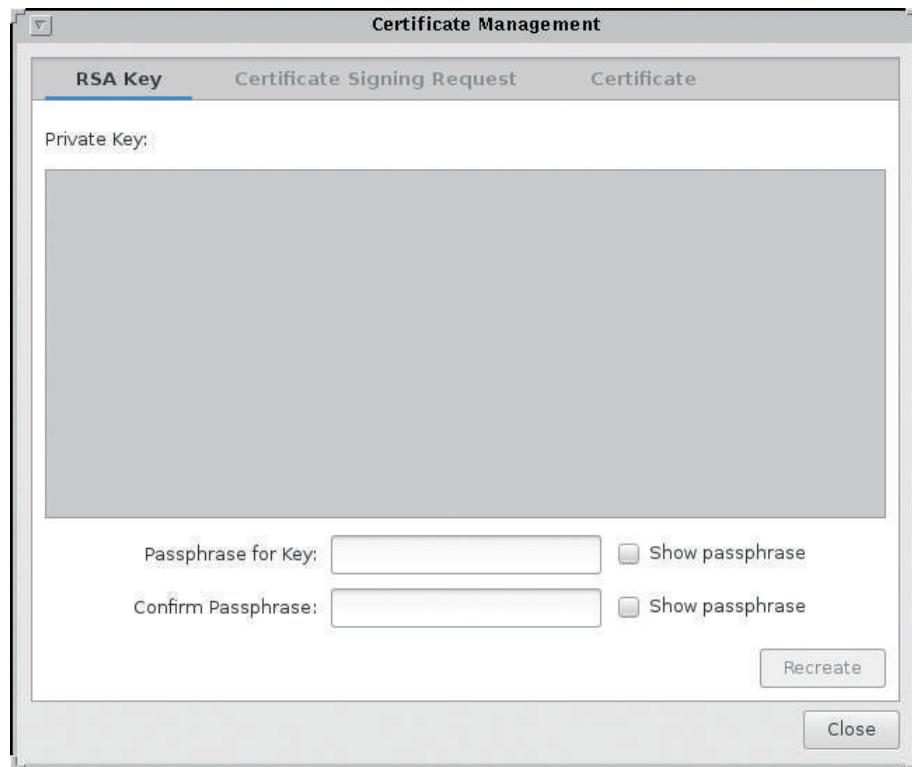 Certificate Management
RSA Key Certificate Signing Request Certificate
Private Key:
Passphrase for Key: Show passphrase
Confirm Passphrase: Show passphrase
Recreate
Close